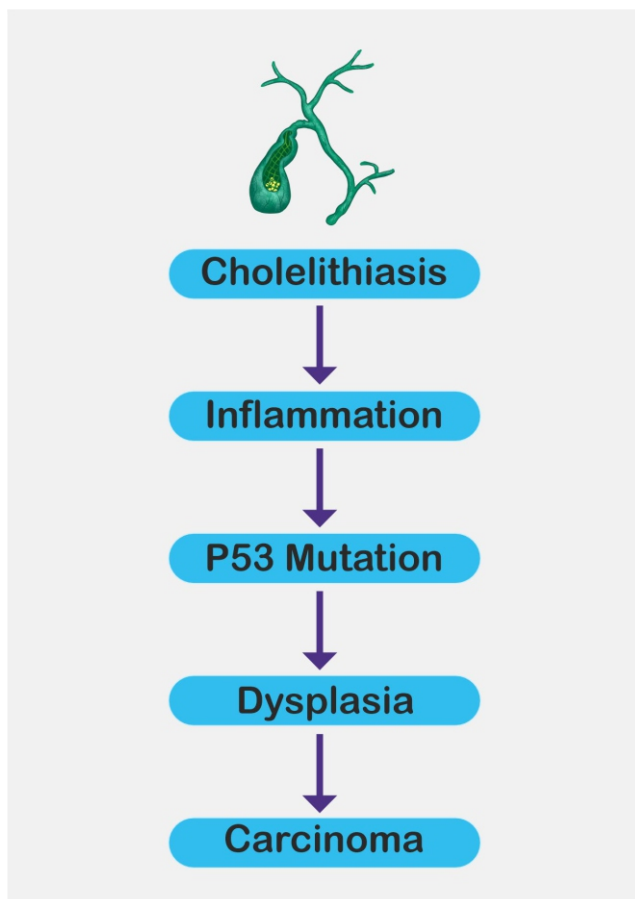 Cholelithiasis
Inflammation
P53 Mutation
Dysplasia
Carcinoma